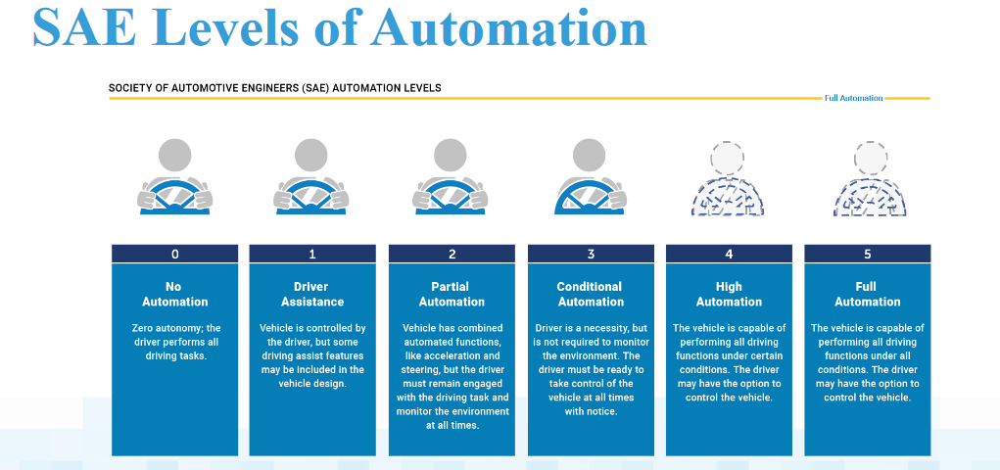 SAE Levels of Automation
SOCIETY OF AUTOMOTIVE ENGINEERS (SAE) AUTOMATION LEVELS
Full Automation
0
No
Automation
Zero autonomy; the
driver performs all
driving tasks.
1
Driver
Assistance
Vehicle is controlled by
the driver, but some
driving assist features
may be included in the
vehicle design.
2
Partial
Automation
Vehicle has combined
automated functions,
like acceleration and
steering, but the driver
must remain engaged
with the driving task and
monitor the environment
at all times.
3
Conditional
Automation
Driver is a necessity, but
is not required to monitor
the environment. The
driver must be ready to
take control of the
vehicle at all times
with notice.
4
High
Automation
The vehicle is capable of
performing all driving
functions under certain
conditions. The driver
may have the option to
control the vehicle.
5
Full
Automation
The vehicle is capable of
performing all driving
functions under all
conditions. The driver
may have the option to
control the vehicle.